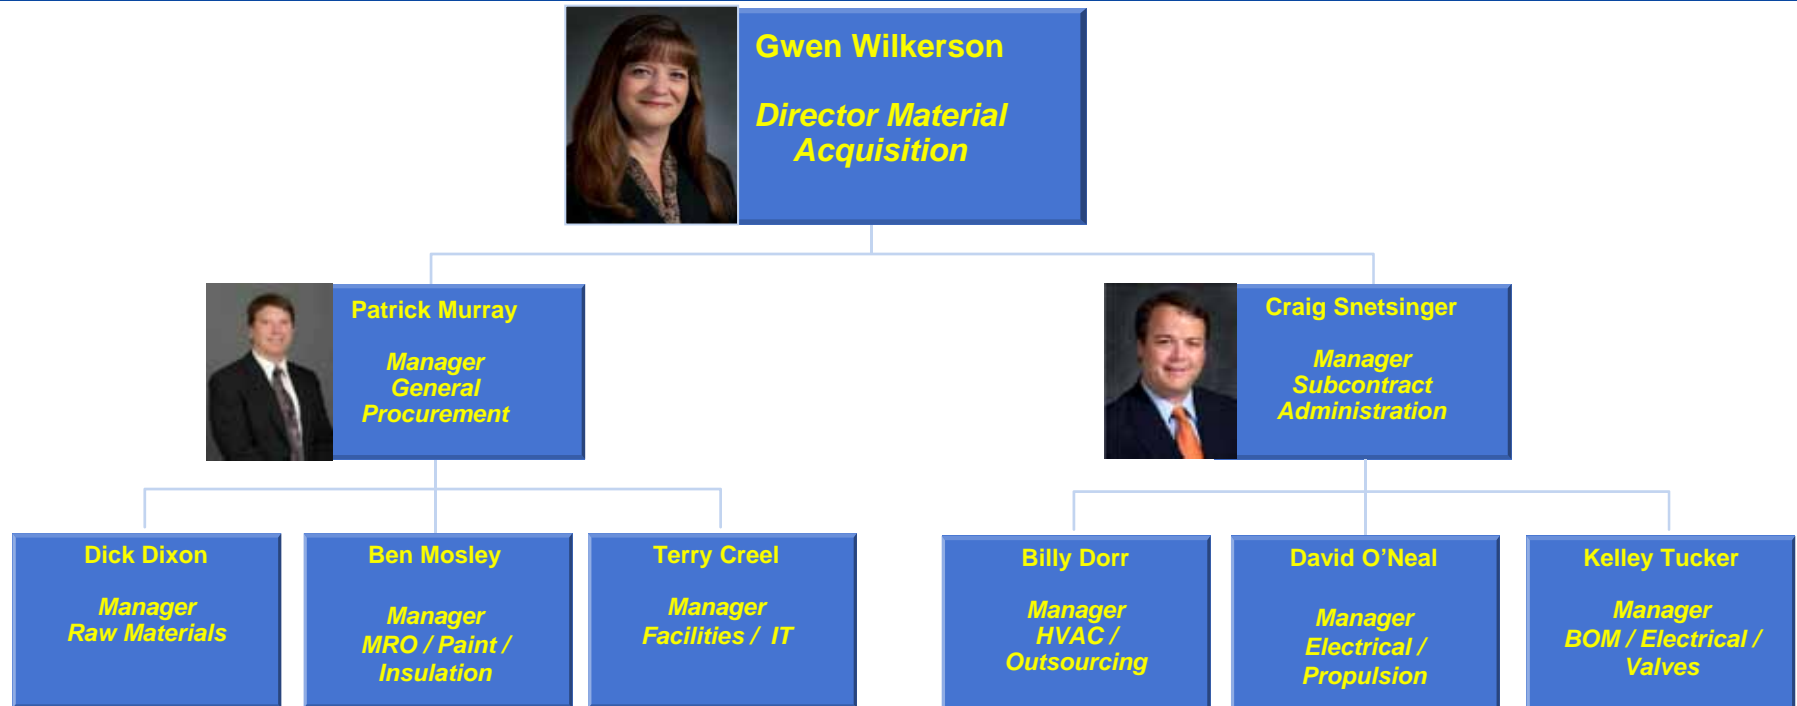 Gwen Wilkerson
Director Material
Acquisition
Patrick Murray
Manager
General
Procurement
Craig Snetsinger
Manager
Subcontract
Administration
Dick Dixon
Manager
Raw Materials
Ben Mosley
Manager
MRO / Paint /
Insulation
Terry Creel
Manager
Facilities / IT
Billy Dorr
Manager
HVAC /
Outsourcing
David O’Neal
Manager
Electrical /
Propulsion
Kelley Tucker
Manager
BOM / Electrical /
Valves